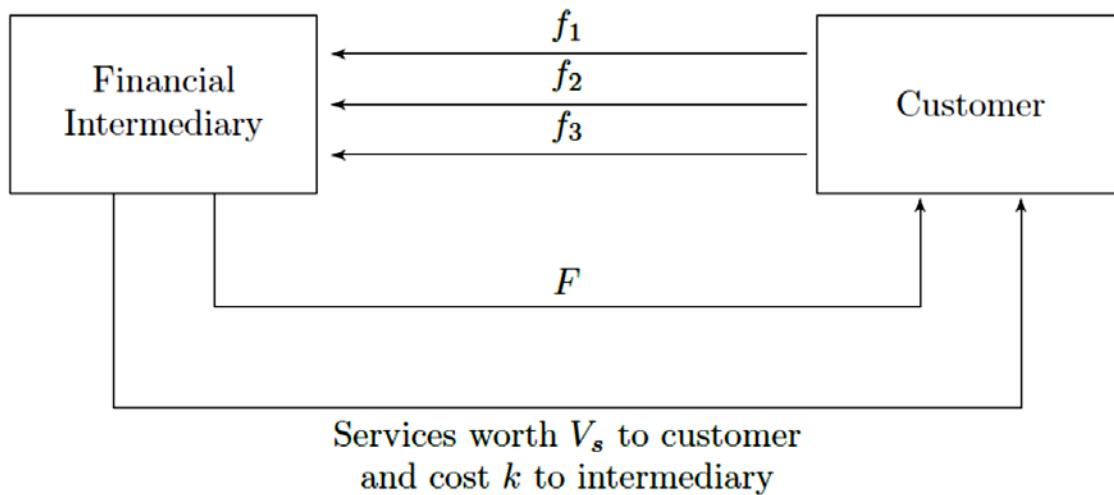 f₁
Financial
Intermediary
f₂
f₃
Customer
F
Services worth Vₛ to customer
and cost k to intermediary